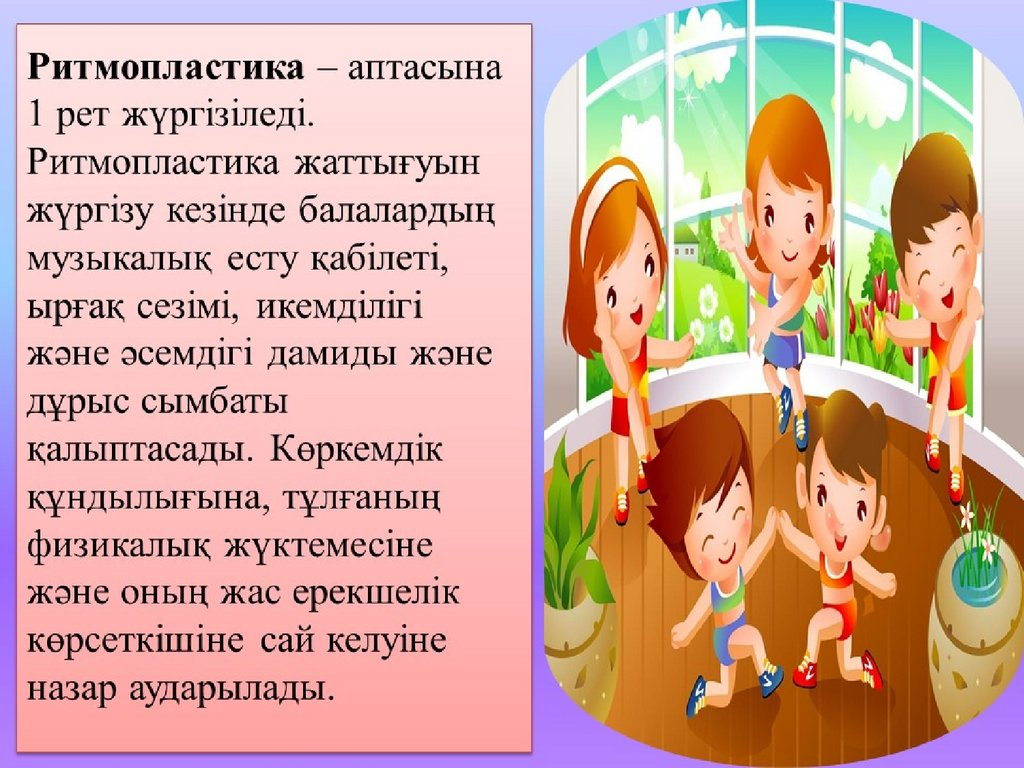 Ритмопластика – аптасына
1 рет жүргізіледі.
Ритмопластика жаттығуын
жүргізу кезінде балалардың
музыкалық есту қабілеті,
ырғақ сезімі, икемділігі
және әсемдігі дамиды және
дұрыс сымбаты
қалыптасады. Көркемдік
құндылығына, тұлғаның
физикалық жүктемесіне
және оның жас ерекшелік
көрсеткішіне сай келуіне
назар аударылады.